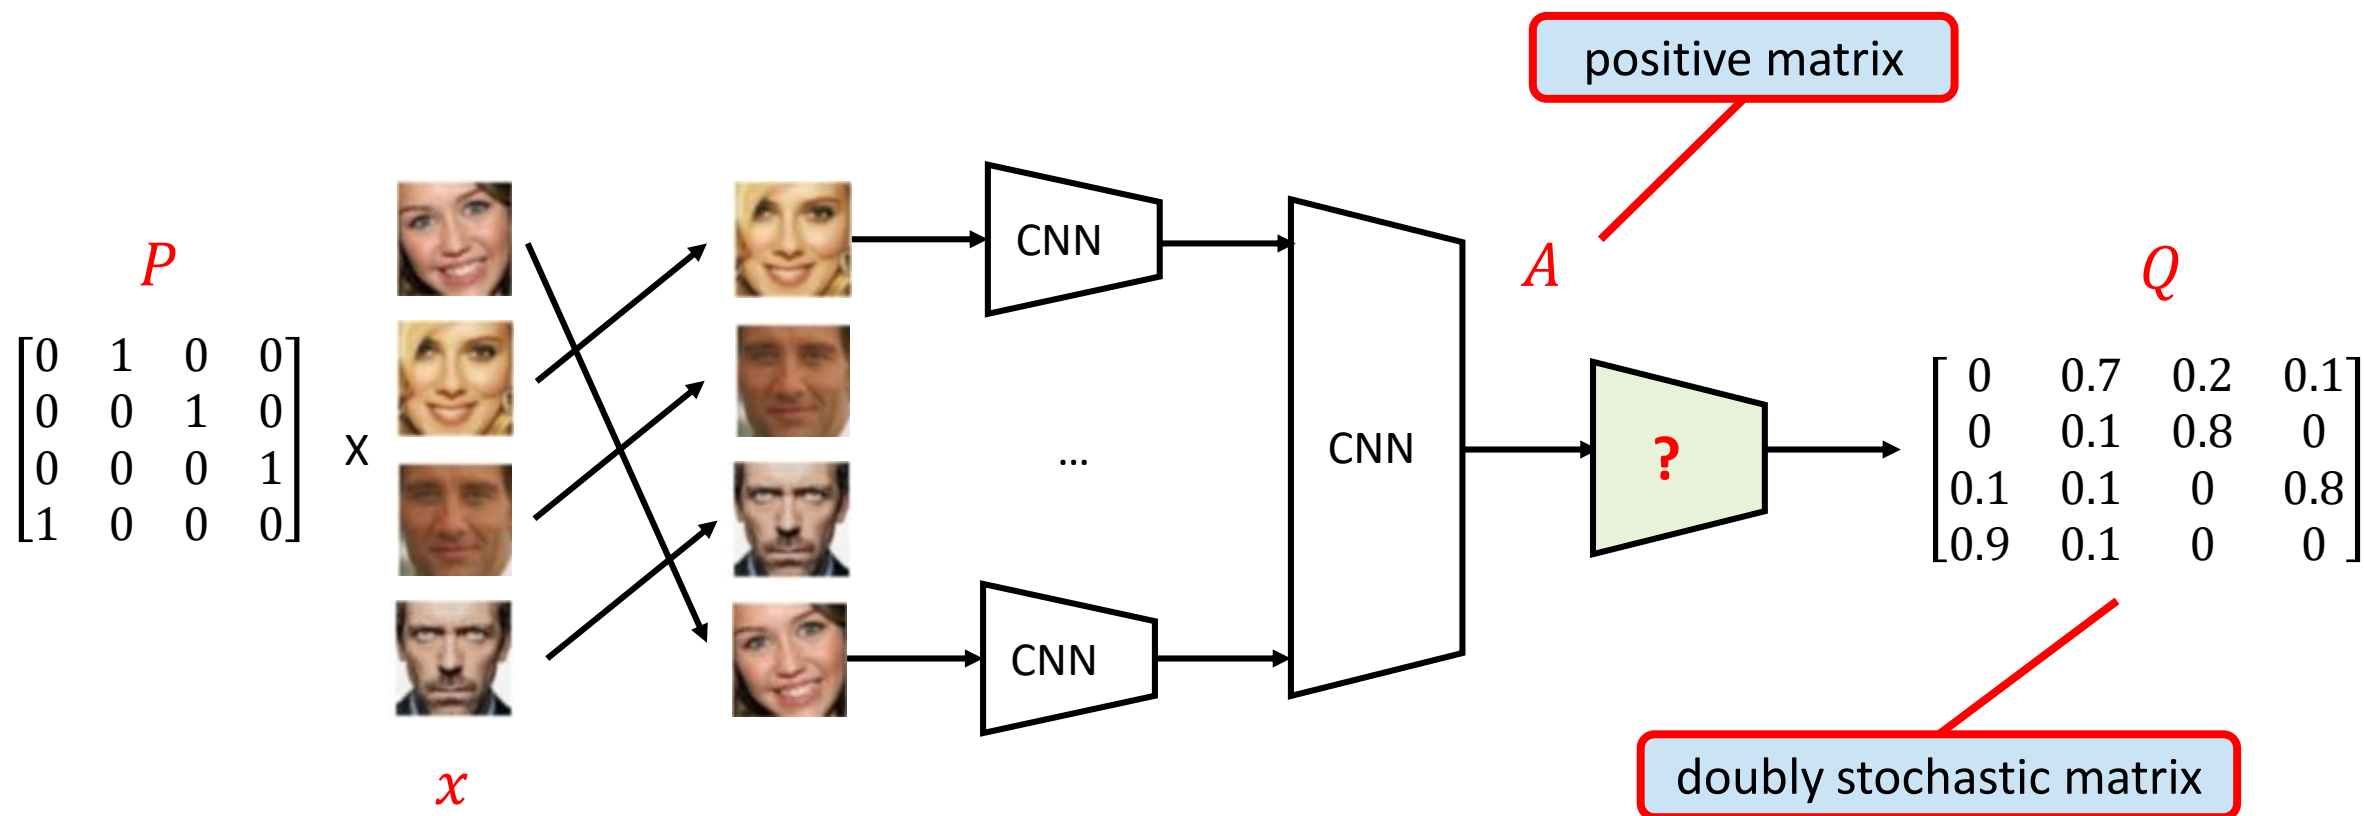 positive matrix
P
A
Q
0 1 0 0
0 0 1 0
0 0 0 1
1 0 0 0
X
CNN
...
CNN
CNN
?
0 0.7 0.2 0.1
0 0.1 0.8 0
0.1 0.1 0 0.8
0.9 0.1 0 0
x
doubly stochastic matrix